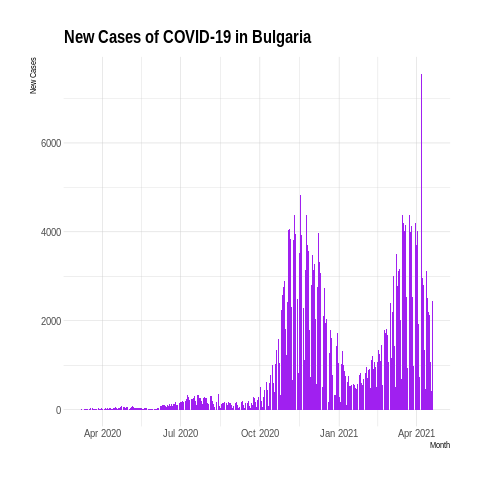 New Cases of COVID-19 in Bulgaria
New Cases
6000
4000
2000
0
Apr 2020 Jul 2020 Oct 2020 Jan 2021 Apr 2021
Month